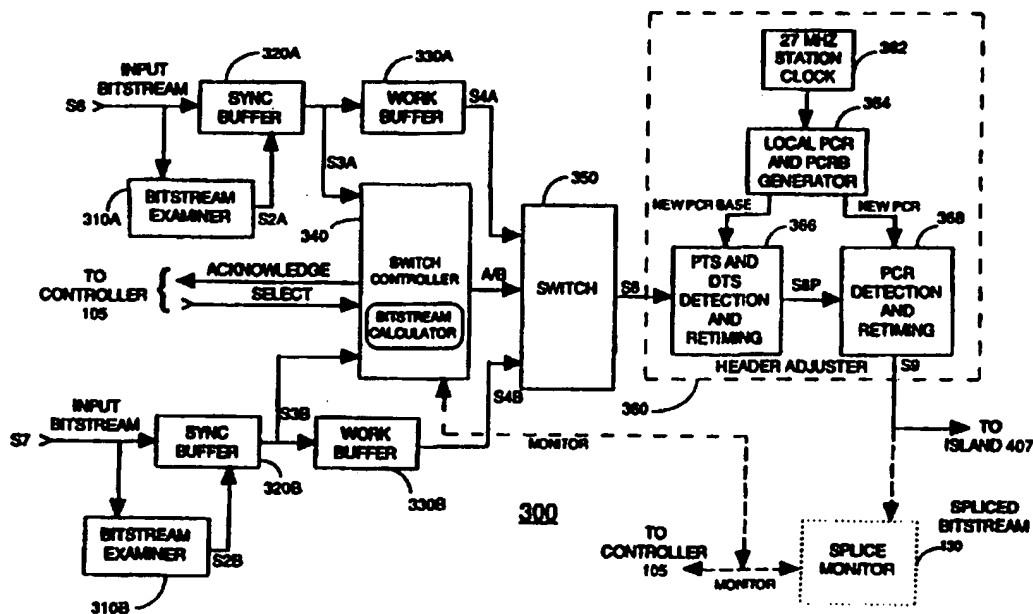 320A
330A
INPUT
BITSTREAM
S6
SYNC
BUFFER
WORK
BUFFER
S4A
S3A
BITSTREAM
EXAMINER
310A
S2A
340
350
TO
CONTROLLER
105
ACKNOWLEDGE
SELECT
SWITCH
CONTROLLER
BITSTREAM
CALCULATOR
A/B
SWITCH
S8
27 MHZ
STATION
CLOCK
362
364
LOCAL PCR
AND PCRB
GENERATOR
NEW PCR BASE
NEW PCR
366
368
PTS AND
DTS
DETECTION
AND
RETIMING
S8P
PCR
DETECTION
AND
RETIMING
HEADER ADJUSTER
360
S9
S4B
S3B
INPUT
BITSTREAM
S7
SYNC
BUFFER
WORK
BUFFER
320B
330B
MONITOR
TO
ISLAND 407
BITSTREAM
EXAMINER
S2B
310B
300
SPLICED
BITSTREAM
130
TO
CONTROLLER
105
MONITOR
SPLICE
MONITOR